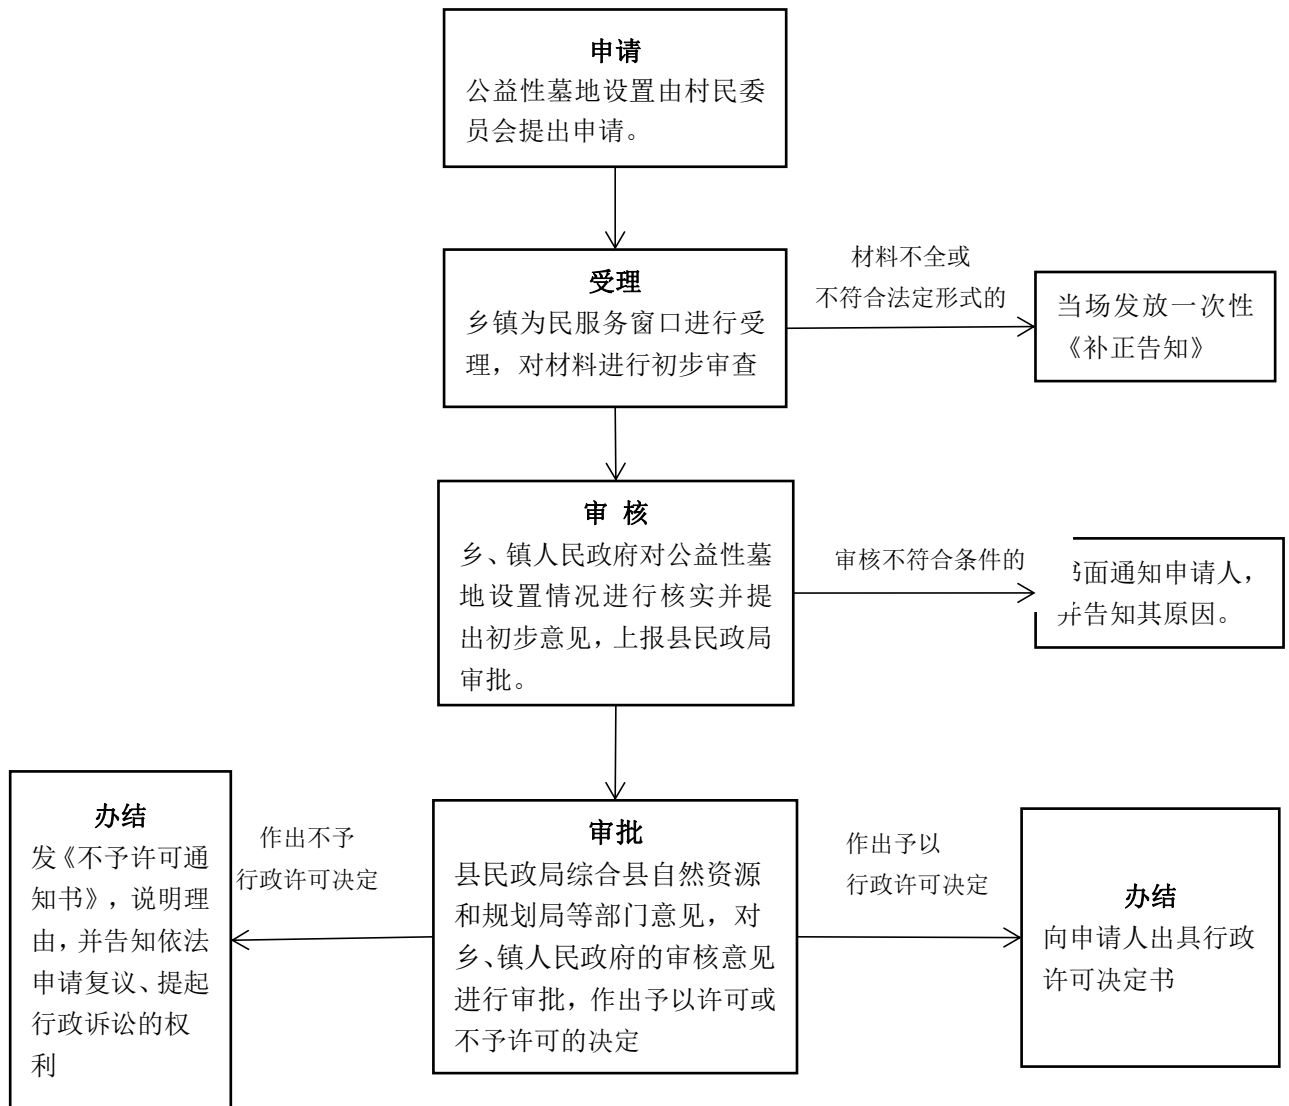 申请
公益性墓地设置由村民委
员会提出申请。
受理
乡镇为民服务窗口进行受
理，对材料进行初步审查
材料不全或
不符合法定形式的
当场发放一次性
《补正告知》
审 核
乡、镇人民政府对公益性墓
地设置情况进行核实并提
出初步意见，上报县民政局
审批。
审核不符合条件的
书面通知申请人，
并告知其原因。
办结
发《不予许可通
知书》，说明理
由，并告知依法
申请复议、提起
行政诉讼的权
利
作出不予
行政许可决定
审批
县民政局综合县自然资源
和规划局等部门意见，对
乡、镇人民政府的审核意见
进行审批，作出予以许可或
不予许可的决定
作出予以
行政许可决定
办结
向申请人出具行政
许可决定书